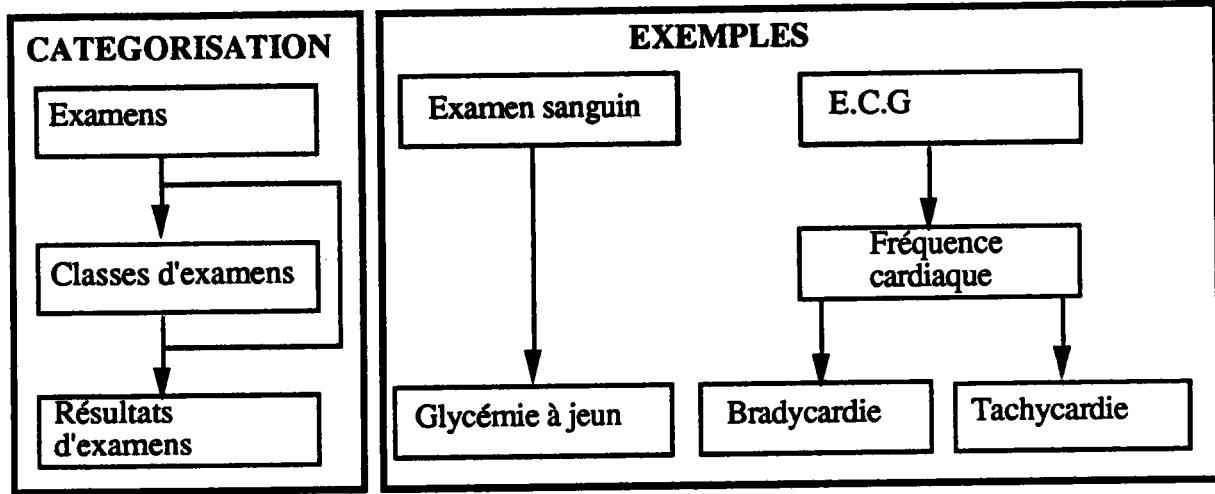 CATEGORISATION
Examens
Classes d'examens
Résultats
d'examens
EXEMPLES
Examen sanguin
E.C.G
Fréquence
cardiaque
Glycémie à jeun
Bradycardie
Tachycardie